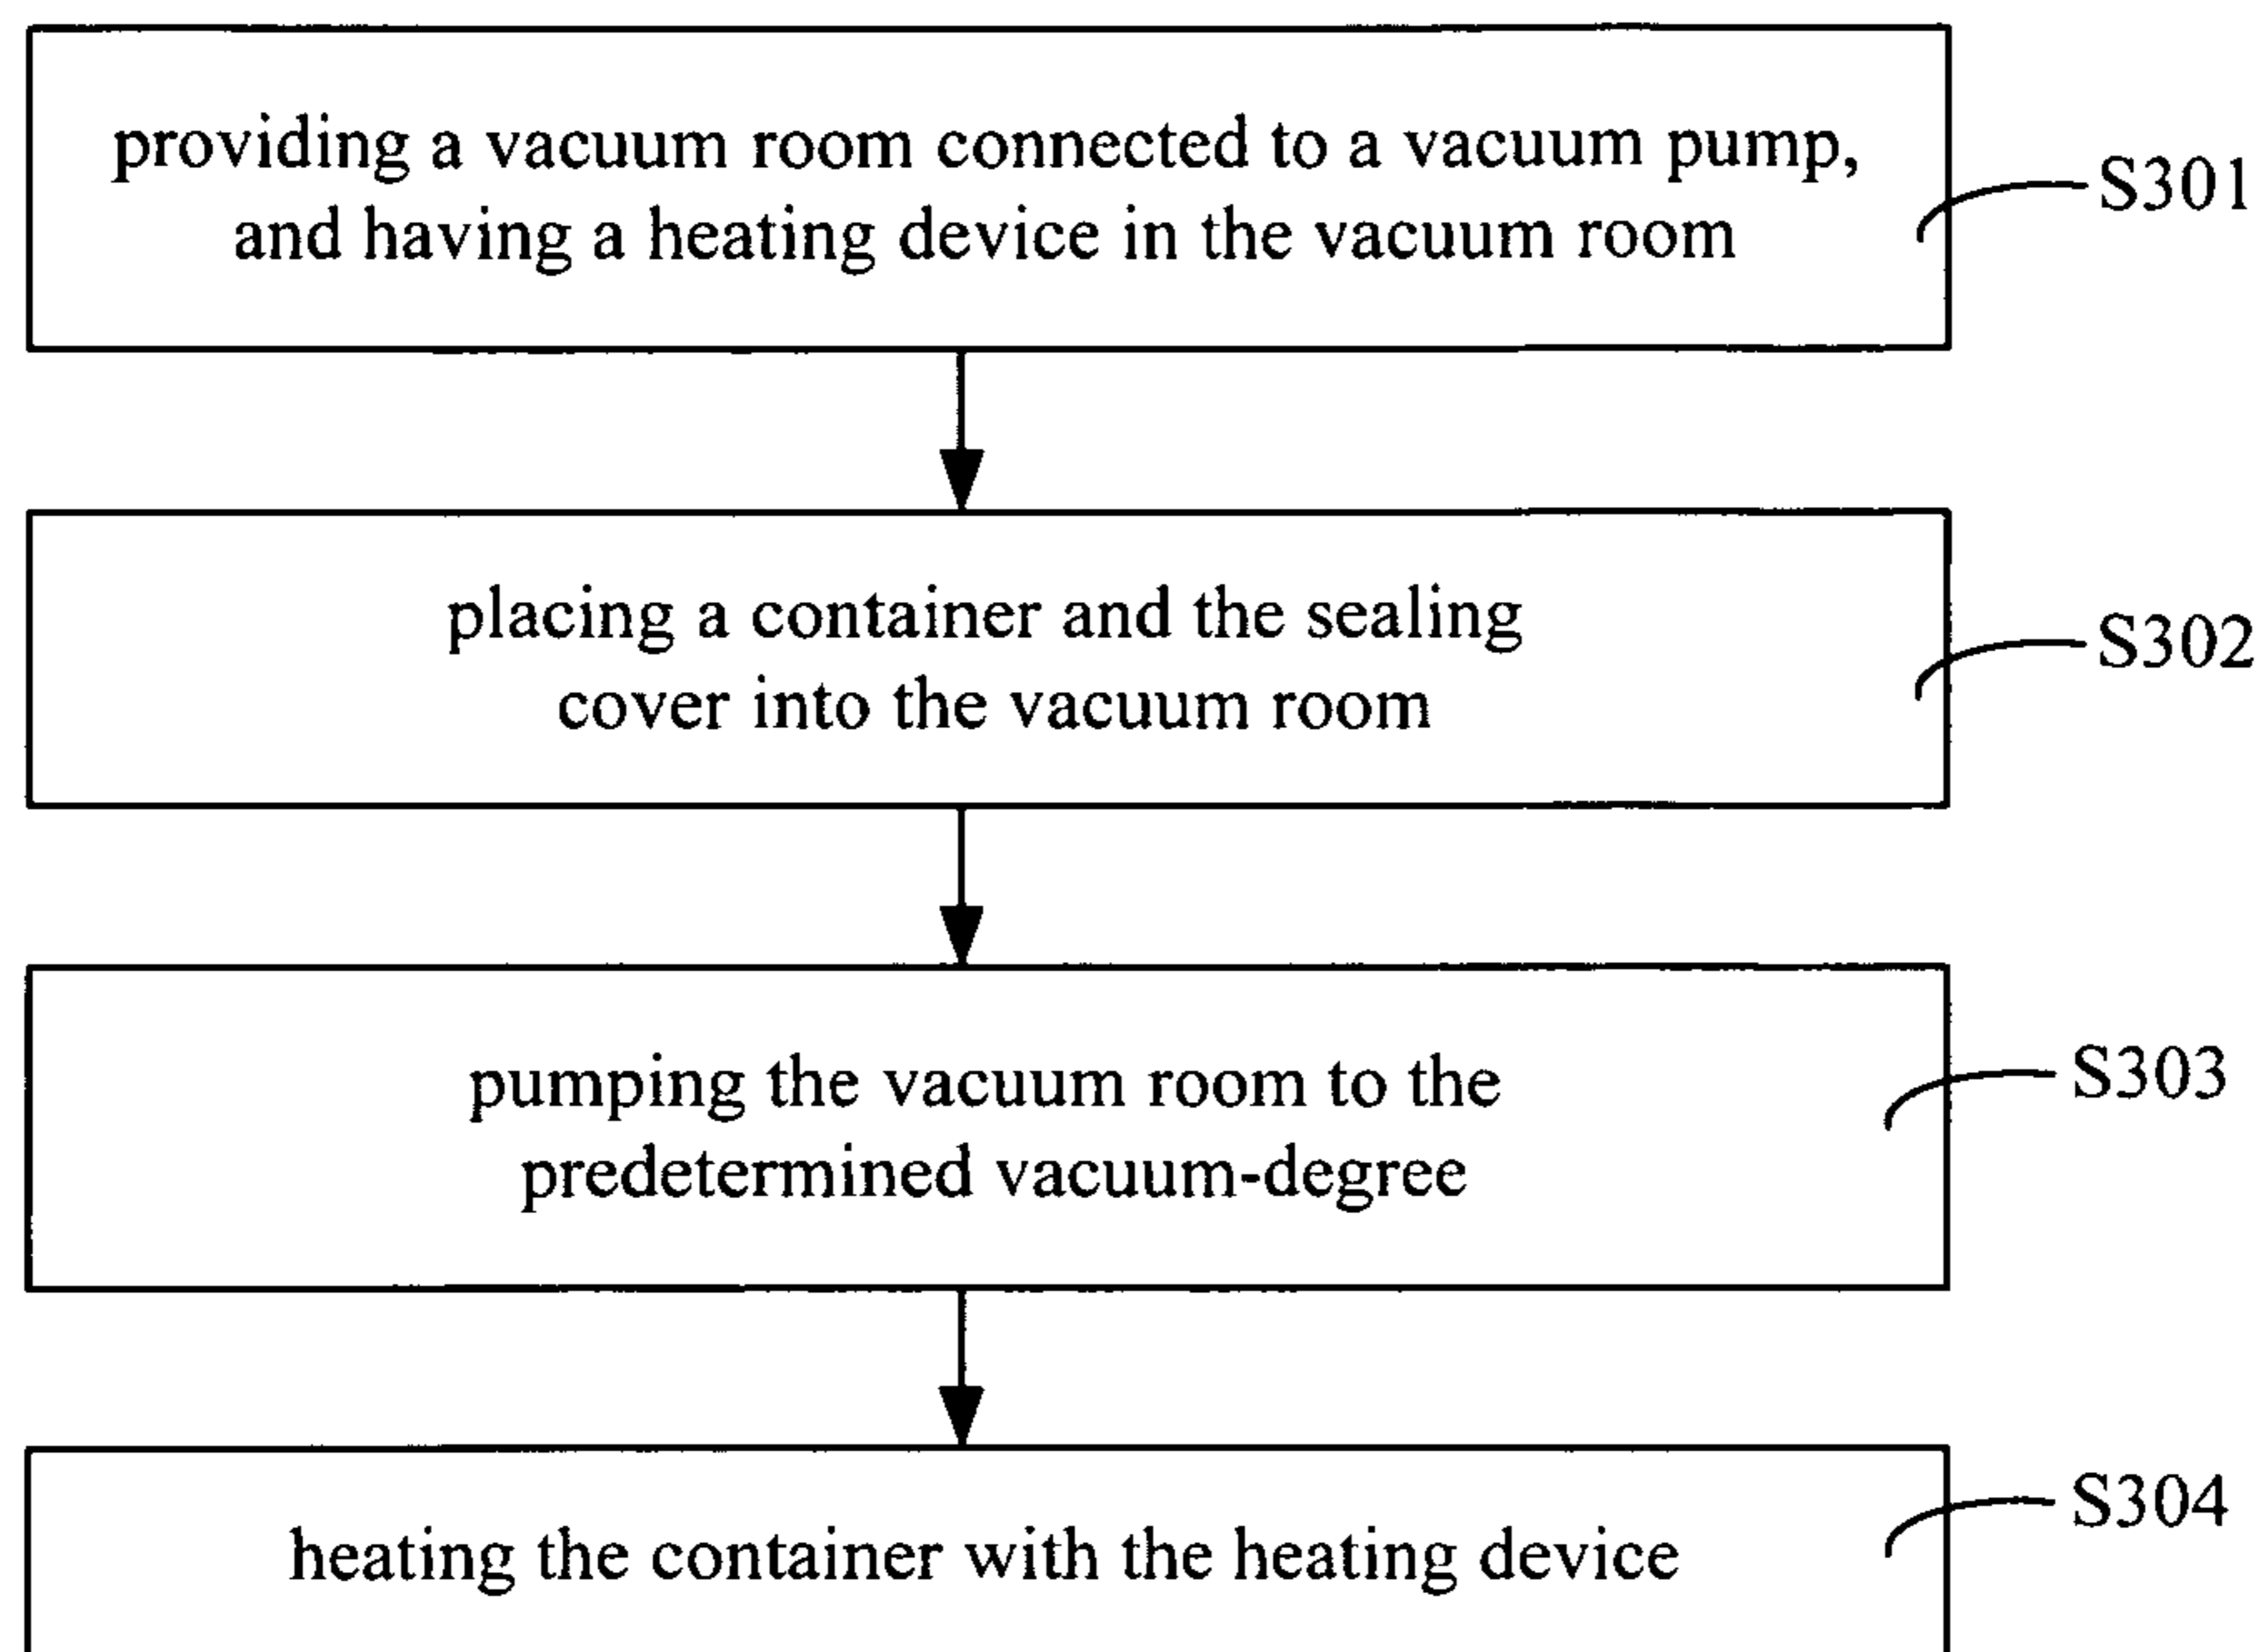 providing a vacuum room connected to a vacuum pump,
and having a heating device in the vacuum room
S301
placing a container and the sealing
cover into the vacuum room
S302
pumping the vacuum room to the
predetermined vacuum-degree
S303
heating the container with the heating device
S304